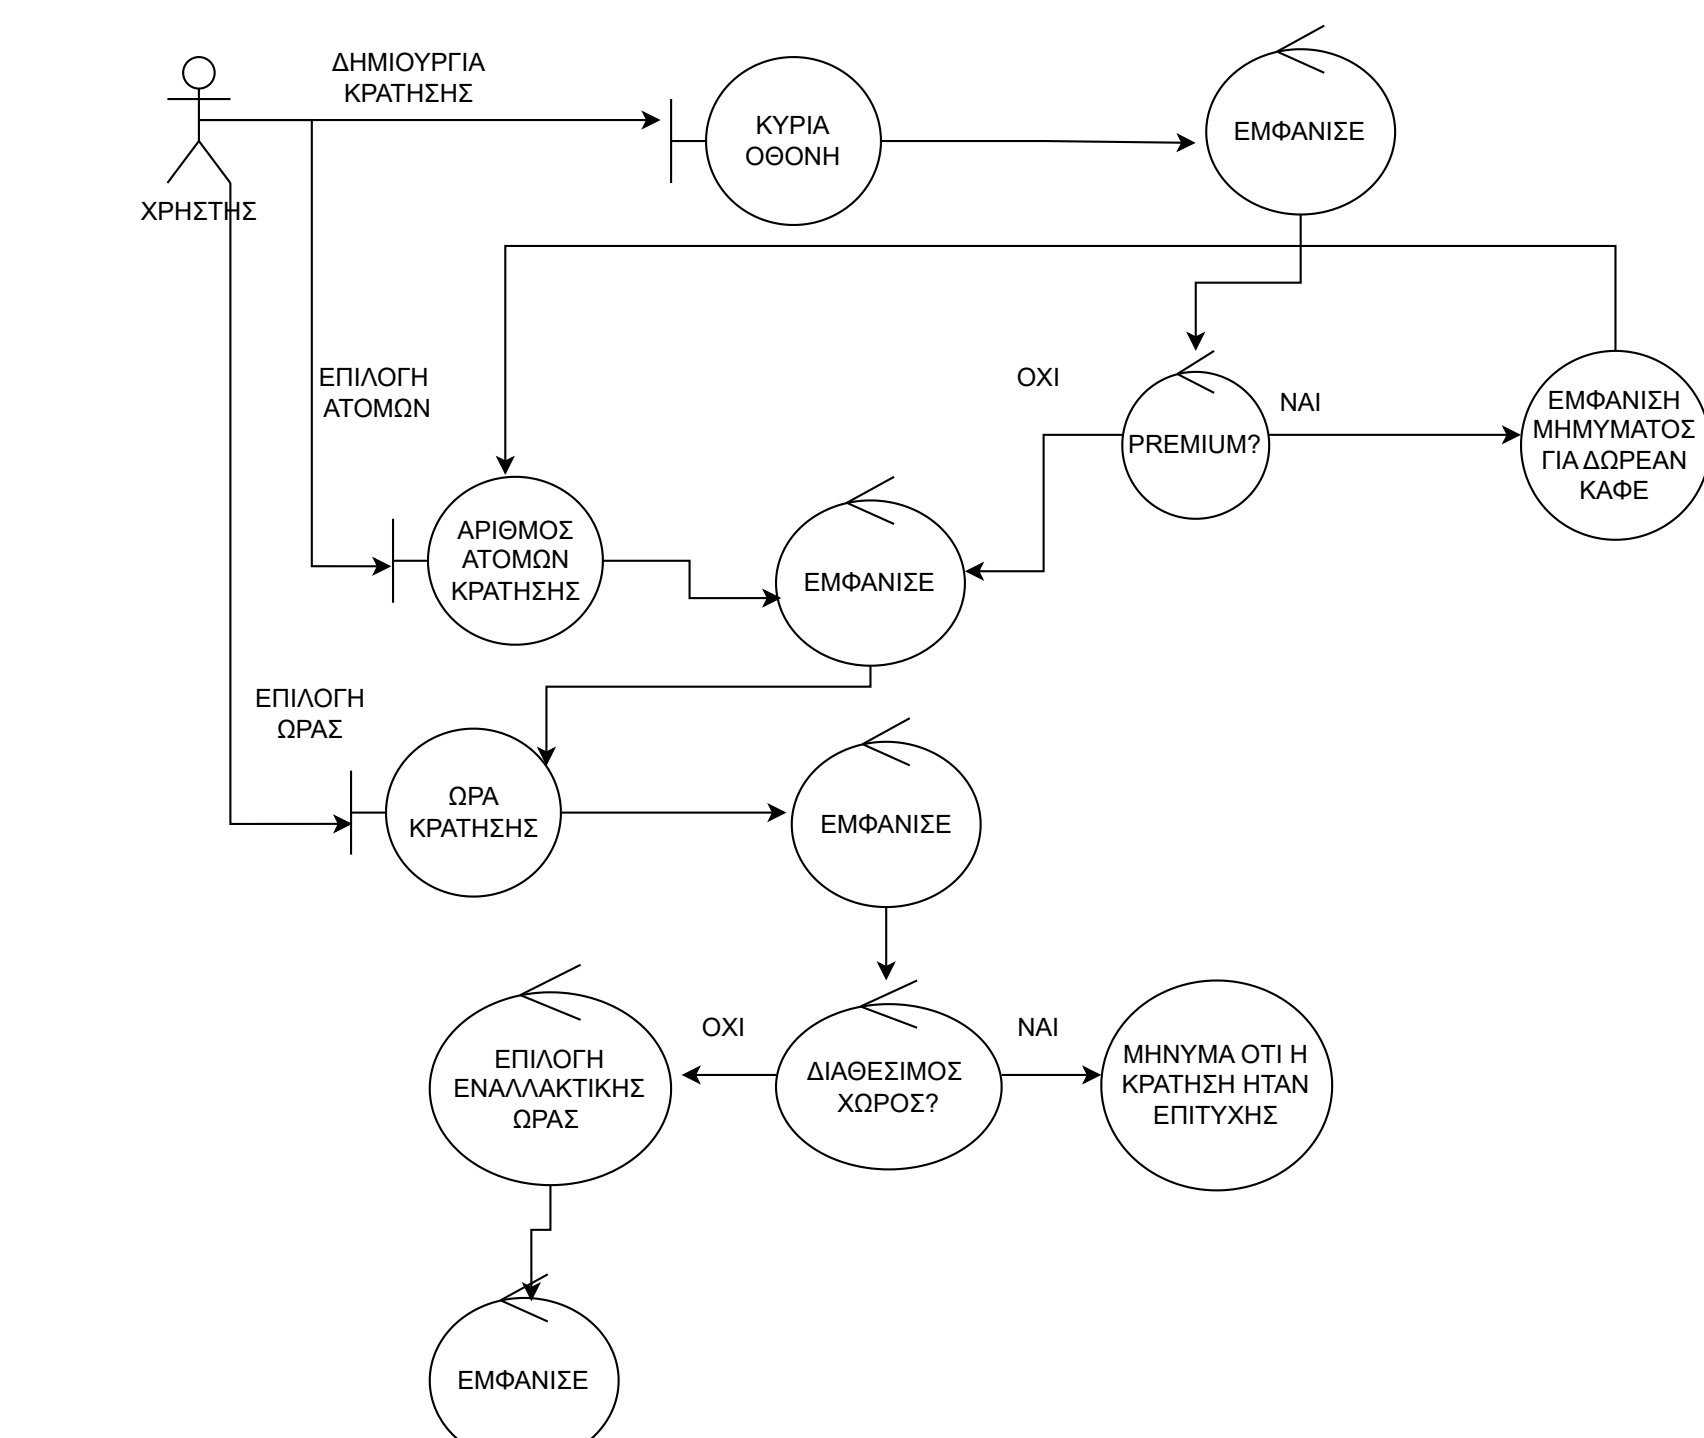 ΔΗΜΙΟΥΡΓΙΑ
ΚΡΑΤΗΣΗΣ
ΚΥΡΙΑ
ΟΘΟΝΗ
ΕΜΦΑΝΙΣΕ
ΧΡΗΣΤΗΣ
ΕΠΙΛΟΓΗ
ΑΤΟΜΩΝ
ΟΧΙ
ΝΑΙ
PREMIUM?
ΕΜΦΑΝΙΣΗ
ΜΗΜΥΜΑΤΟΣ
ΓΙΑ ΔΩΡΕΑΝ
ΚΑΦΕ
ΑΡΙΘΜΟΣ
ΑΤΟΜΩΝ
ΚΡΑΤΗΣΗΣ
ΕΜΦΑΝΙΣΕ
ΕΠΙΛΟΓΗ
ΩΡΑΣ
ΩΡΑ
ΚΡΑΤΗΣΗΣ
ΕΜΦΑΝΙΣΕ
ΕΠΙΛΟΓΗ
ΕΝΑΛΛΑΚΤΙΚΗΣ
ΩΡΑΣ
ΟΧΙ
ΔΙΑΘΕΣΙΜΟΣ
ΧΩΡΟΣ?
ΝΑΙ
ΜΗΝΥΜΑ ΟΤΙ Η
ΚΡΑΤΗΣΗ ΗΤΑΝ
ΕΠΙΤΥΧΗΣ
ΕΜΦΑΝΙΣΕ